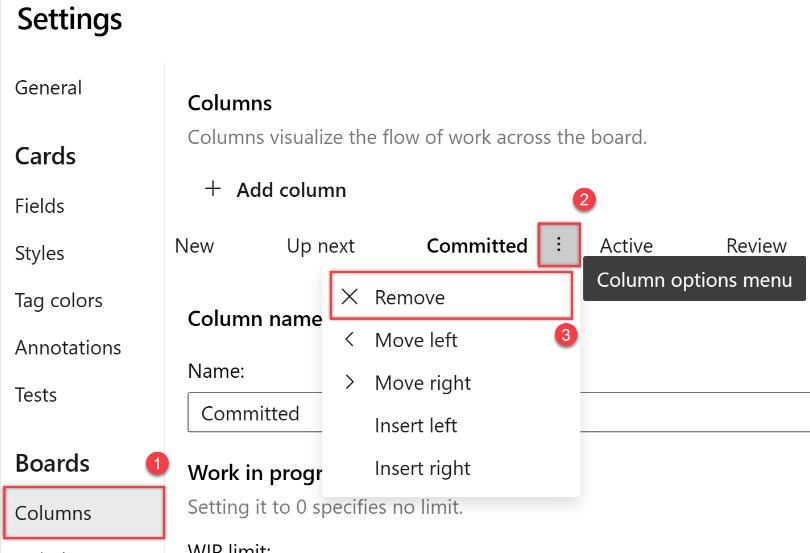 Settings
General
Cards
Fields
Styles
Tag colors
Annotations
Tests
Boards
1
Columns
Columns
Columns visualize the flow of work across the board.
+ Add column
2
New Up next Committed Active Review
Column options menu
Remove
3
Move left
Move right
Insert left
Insert right
Column name
Name:
Committed
Work in progr
Setting it to 0 specifies no limit.
WIP limit: